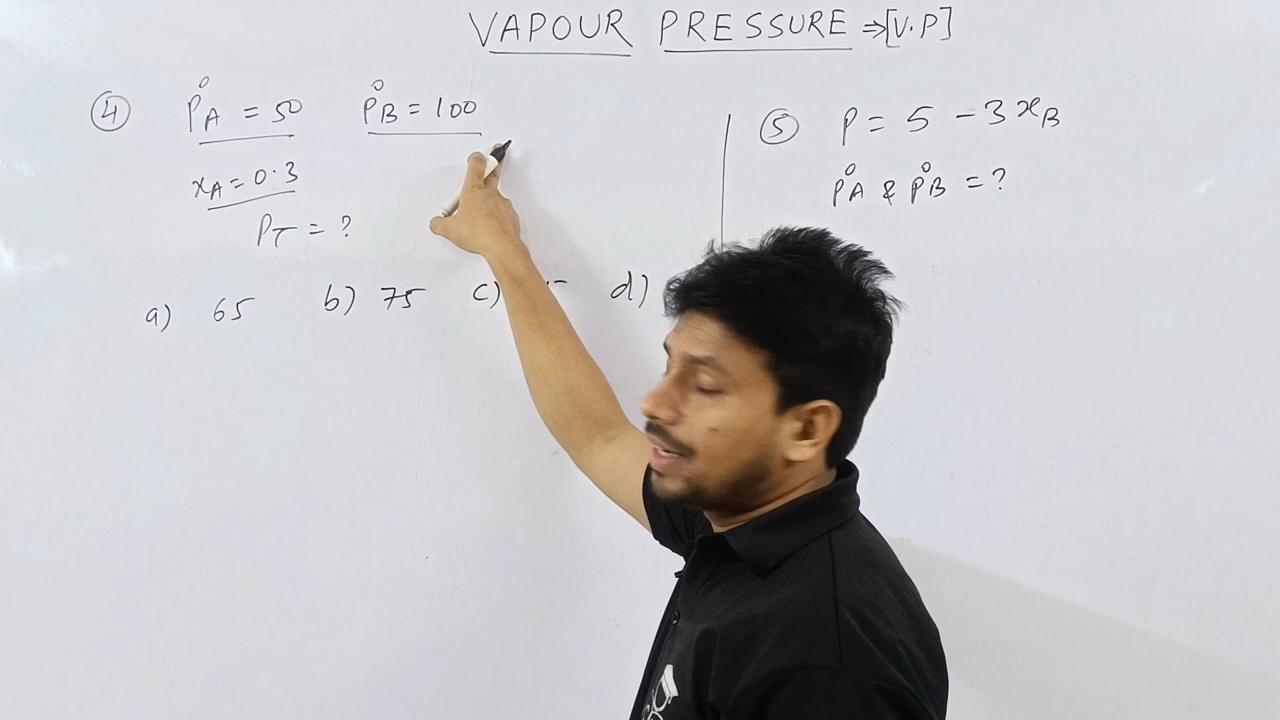 VAPOUR PRESSURE ⇒ [V.P]
④ P°A = 50 P°B = 100
xA = 0.3
PT = ?
a) 65 b) 75 c) d)
⑤ P = 5 - 3xB
P°A & P°B = ?